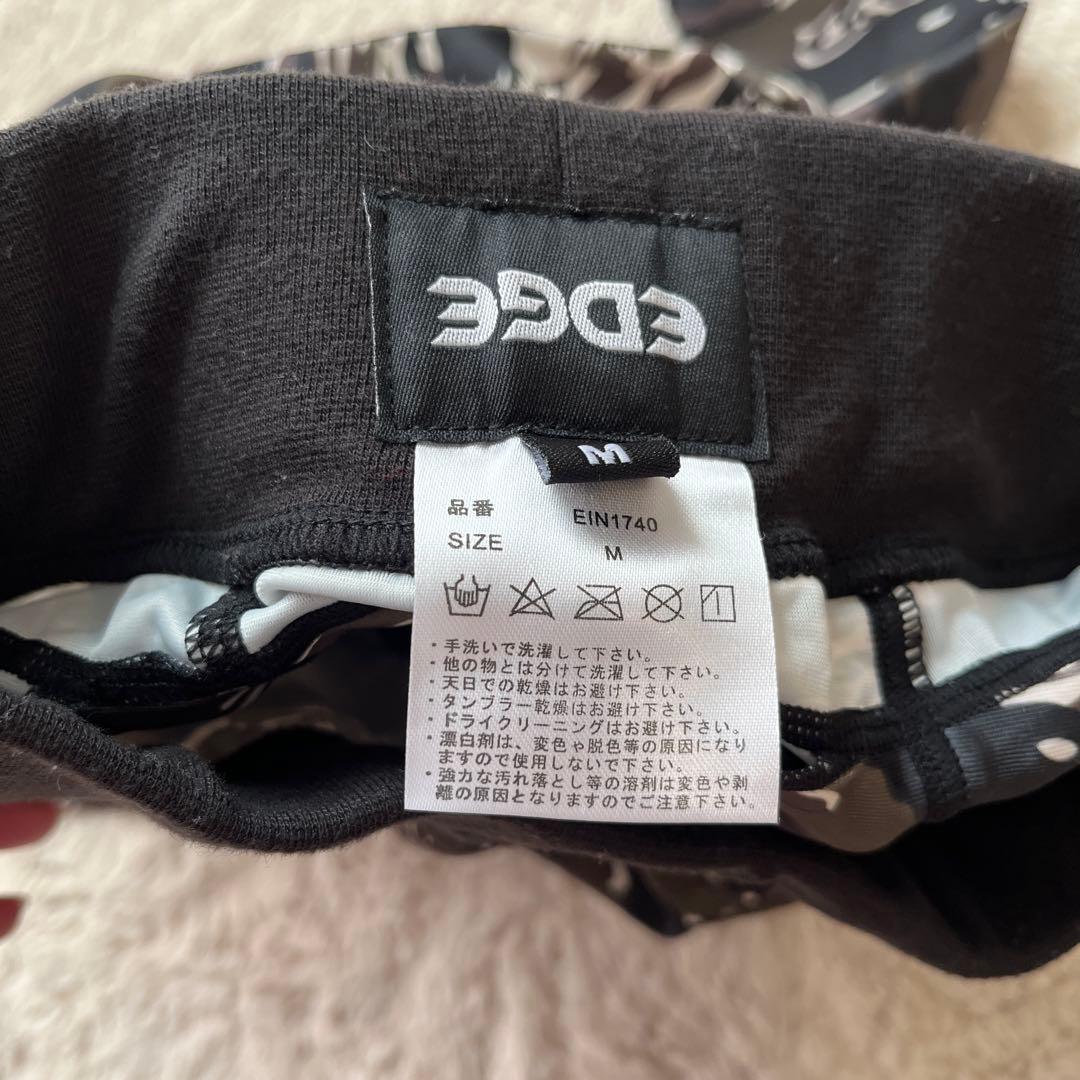 EDGE
M
品番 EIN1740
SIZE M
・手洗いで洗濯して下さい。
・他の物とは分けて洗濯して下さい。
・天日での乾燥はお避け下さい。
・タンブラー乾燥はお避け下さい。
・ドライクリーニングはお避け下さい。
・漂白剤は、変色や脱色等の原因になり
ますので使用しないで下さい。
・強力な汚れ落とし等の溶剤は変色や剥
離の原因となりますのでご注意下さい。